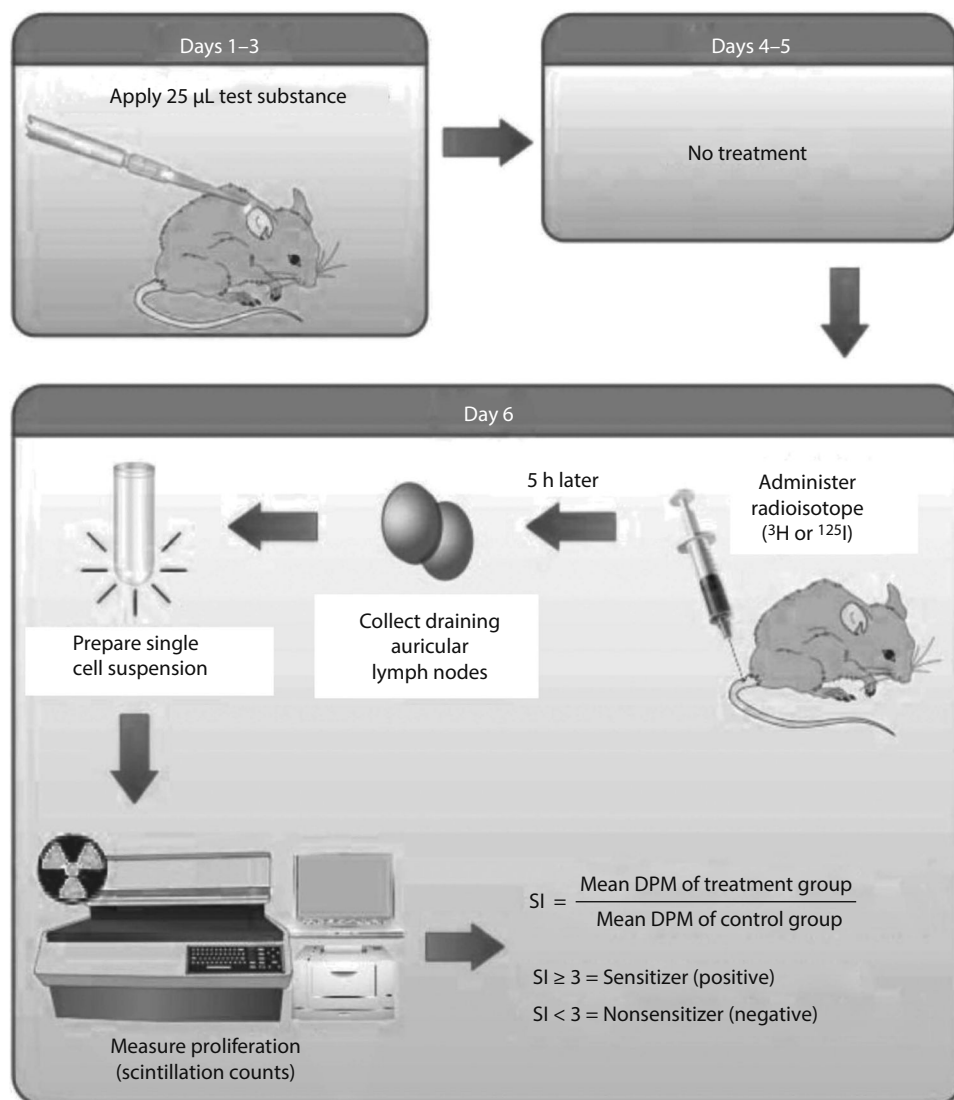 Days 1–3
Apply 25 µL test substance
Days 4–5
No treatment
Day 6
Administer
radioisotope
(³H or ¹²⁵I)
5 h later
Collect draining
auricular
lymph nodes
Prepare single
cell suspension
Measure proliferation
(scintillation counts)
SI = Mean DPM of treatment group
Mean DPM of control group
SI ≥ 3 = Sensitizer (positive)
SI < 3 = Nonsensitizer (negative)